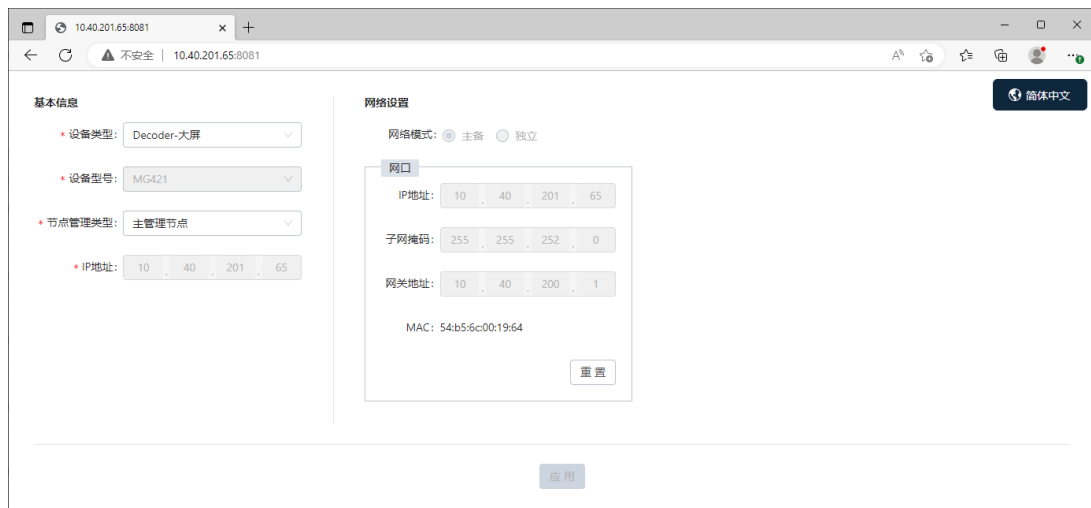 10.40.201.65:8081
不安全 | 10.40.201.65:8081
简体中文
基本信息
* 设备类型: Decoder-大屏
* 设备型号: MG421
* 节点管理类型: 主管理节点
* IP地址: 10 . 40 . 201 . 65
网络设置
网络模式: 主备 独立
网口
IP地址: 10 . 40 . 201 . 65
子网掩码: 255 . 255 . 252 . 0
网关地址: 10 . 40 . 200 . 1
MAC: 54:b5:6c:00:19:64
重置
应用